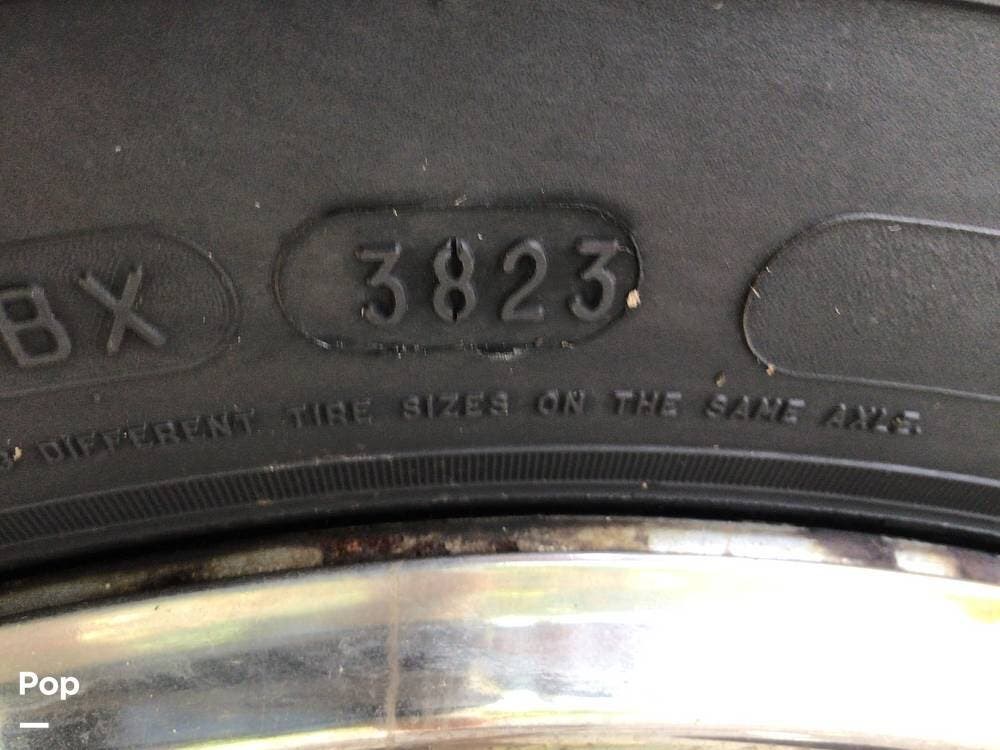 BX
3823
DIFFERENT TIRE SIZES ON THE SAME AXLE.
Pop